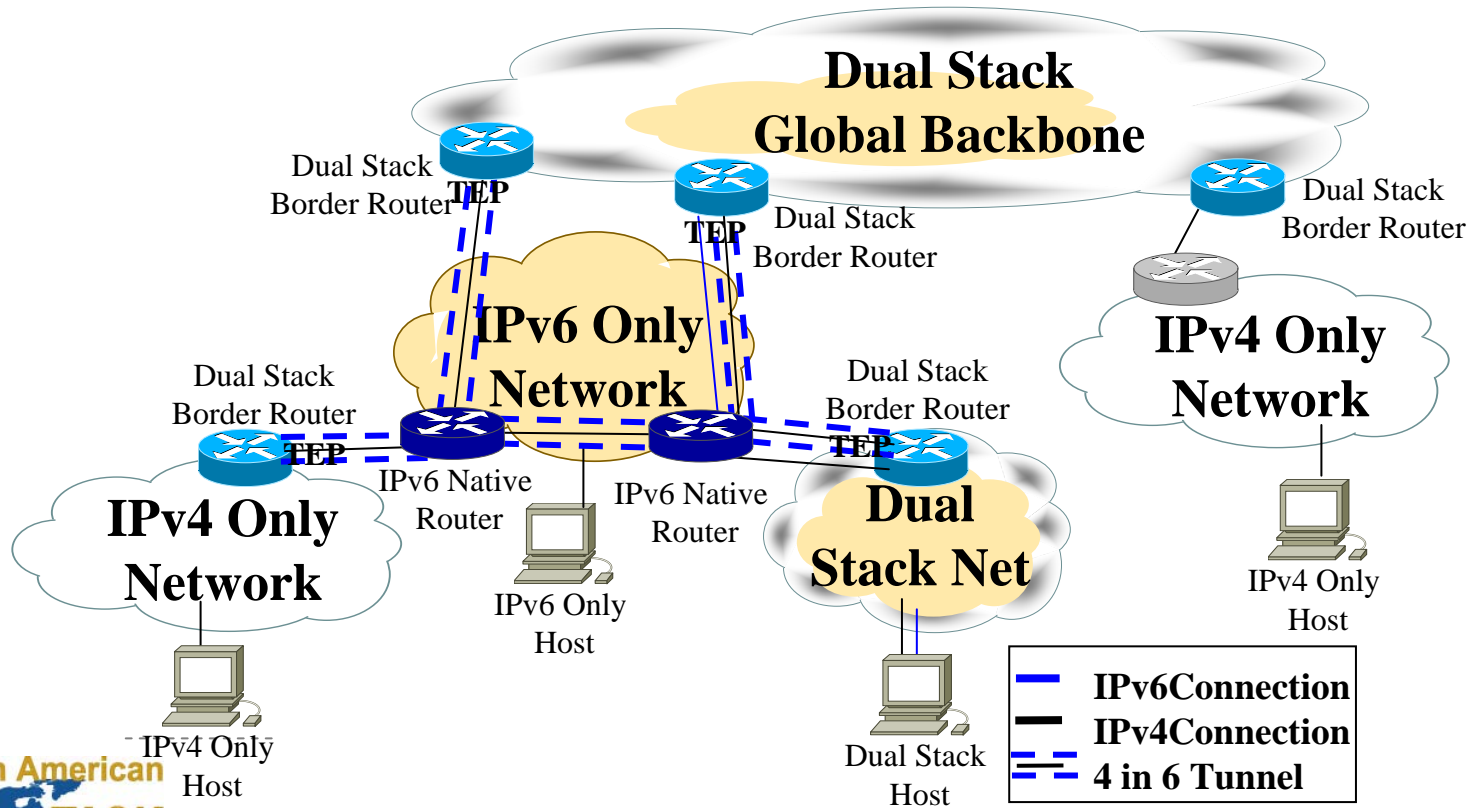 Dual Stack
Global Backbone
Dual Stack
Border Router
TEP
TEP
Dual Stack
Border Router
Dual Stack
Border Router
IPv6 Only
Network
IPv4 Only
Network
Dual Stack
Border Router
TEP
Dual Stack
Border Router
TEP
IPv6 Native
Router
IPv6 Native
Router
IPv4 Only
Network
Dual
Stack Net
IPv6 Only
Host
IPv4 Only
Host
IPv4 Only
Host
Dual Stack
Host
IPv6Connection
IPv4Connection
4 in 6 Tunnel
American